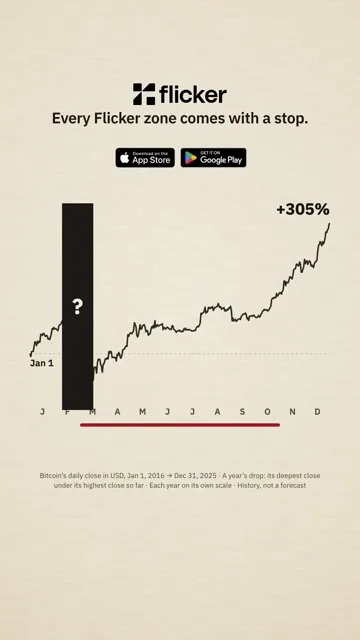 flicker
Every Flicker zone comes with a stop.
Download on the App Store
GET IT ON Google Play
+305%
?
Jan 1
J F M A M J J A S O N D
Bitcoin's daily close in USD, Jan 1, 2016 → Dec 31, 2025 · A year's drop: its deepest close
under its highest close so far · Each year on its own scale · History, not a forecast